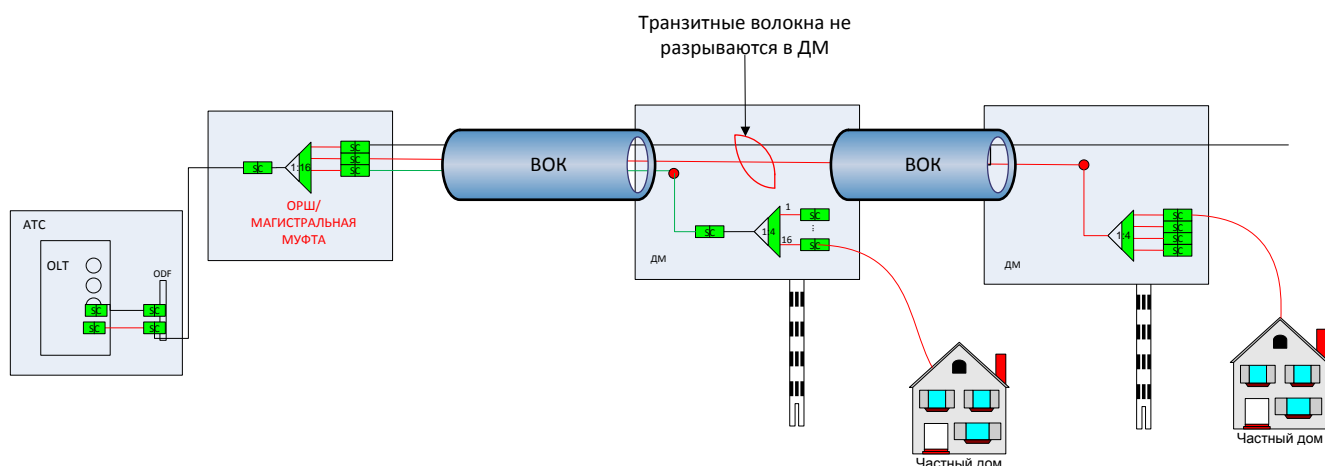 Транзитные волокна не
разрываются в ДМ
SC
1:16
SC
SC
SC
ОРШ/
МАГИСТРАЛЬНАЯ
МУФТА
ВОК
ВОК
АТС
OLT
ODF
SC
SC
SC
SC
SC
1:4
1
SC
...
16
SC
ДМ
1:4
SC
SC
SC
SC
ДМ
Частный дом
Частный дом